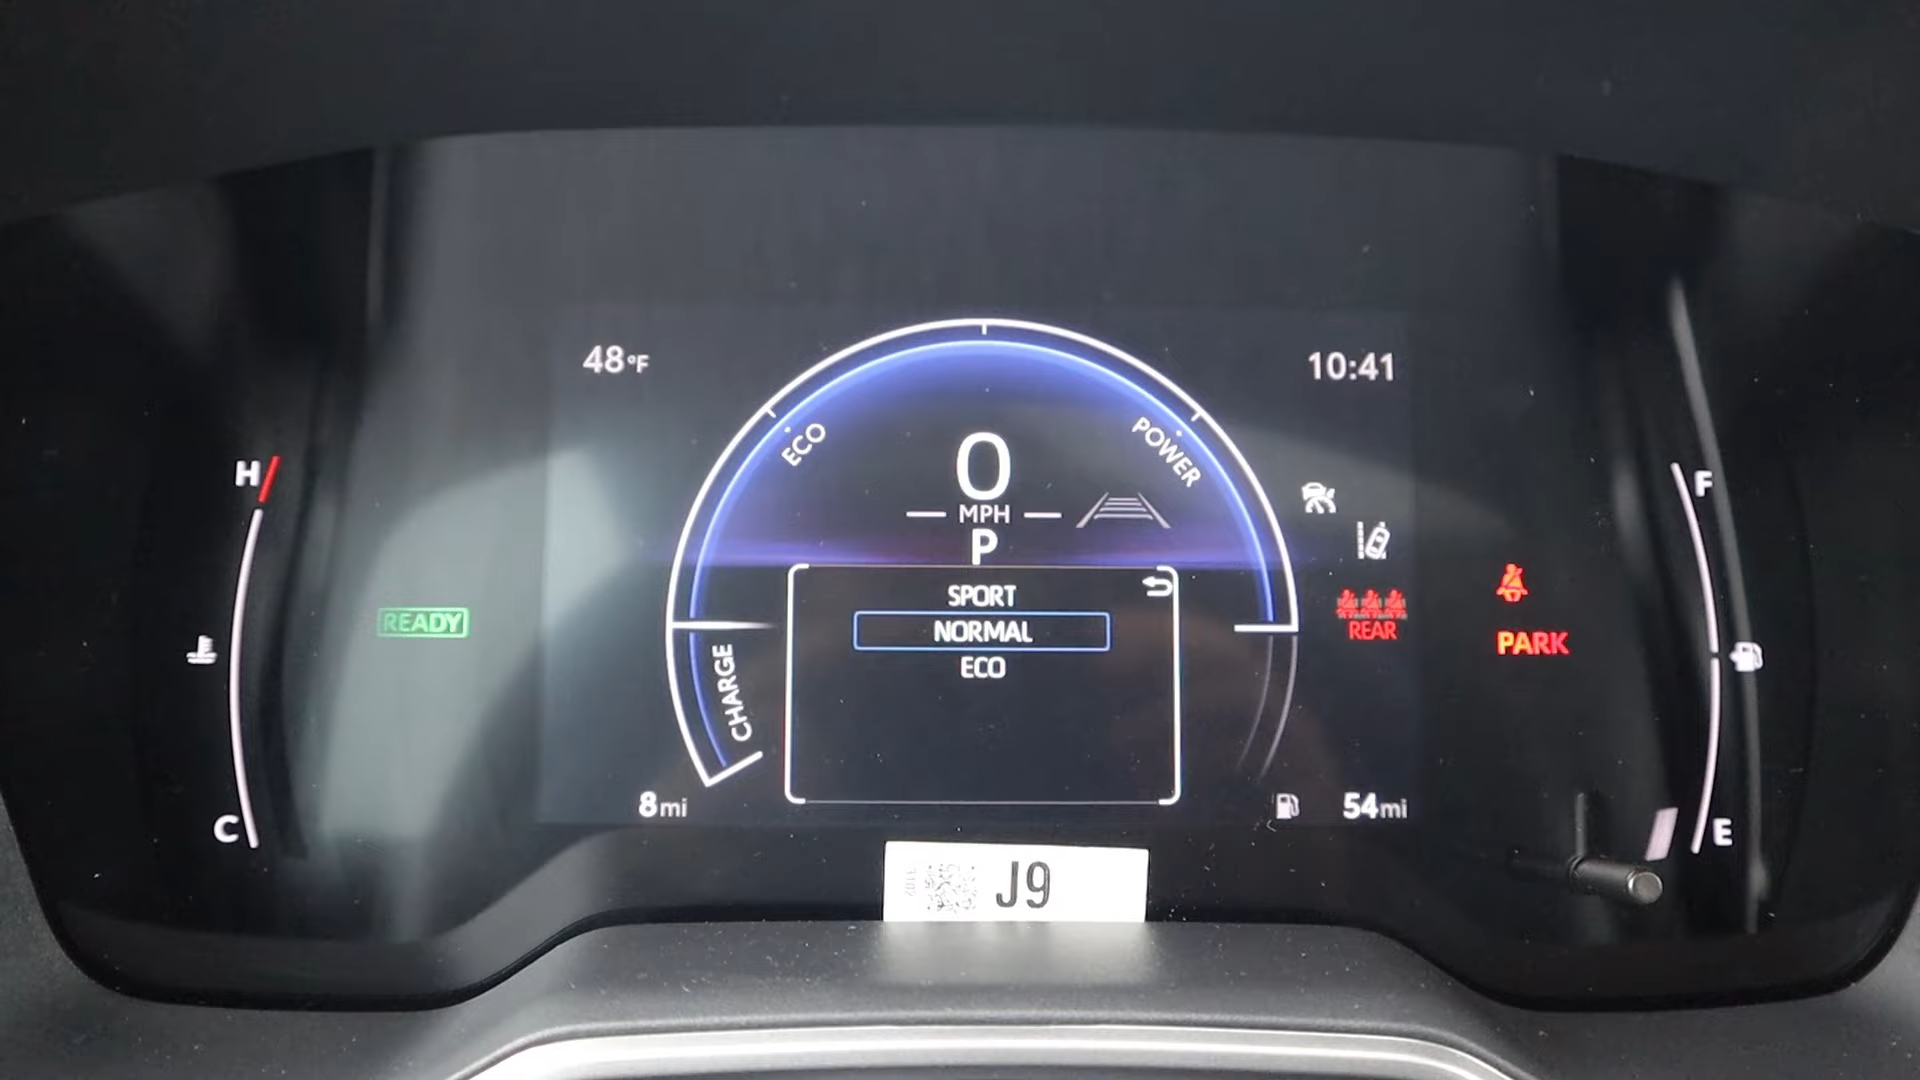 48°F
10:41
ECO
POWER
0
MPH
P
H
F
SPORT
NORMAL
ECO
READY
REAR
PARK
CHARGE
8mi
54mi
C
E
J9